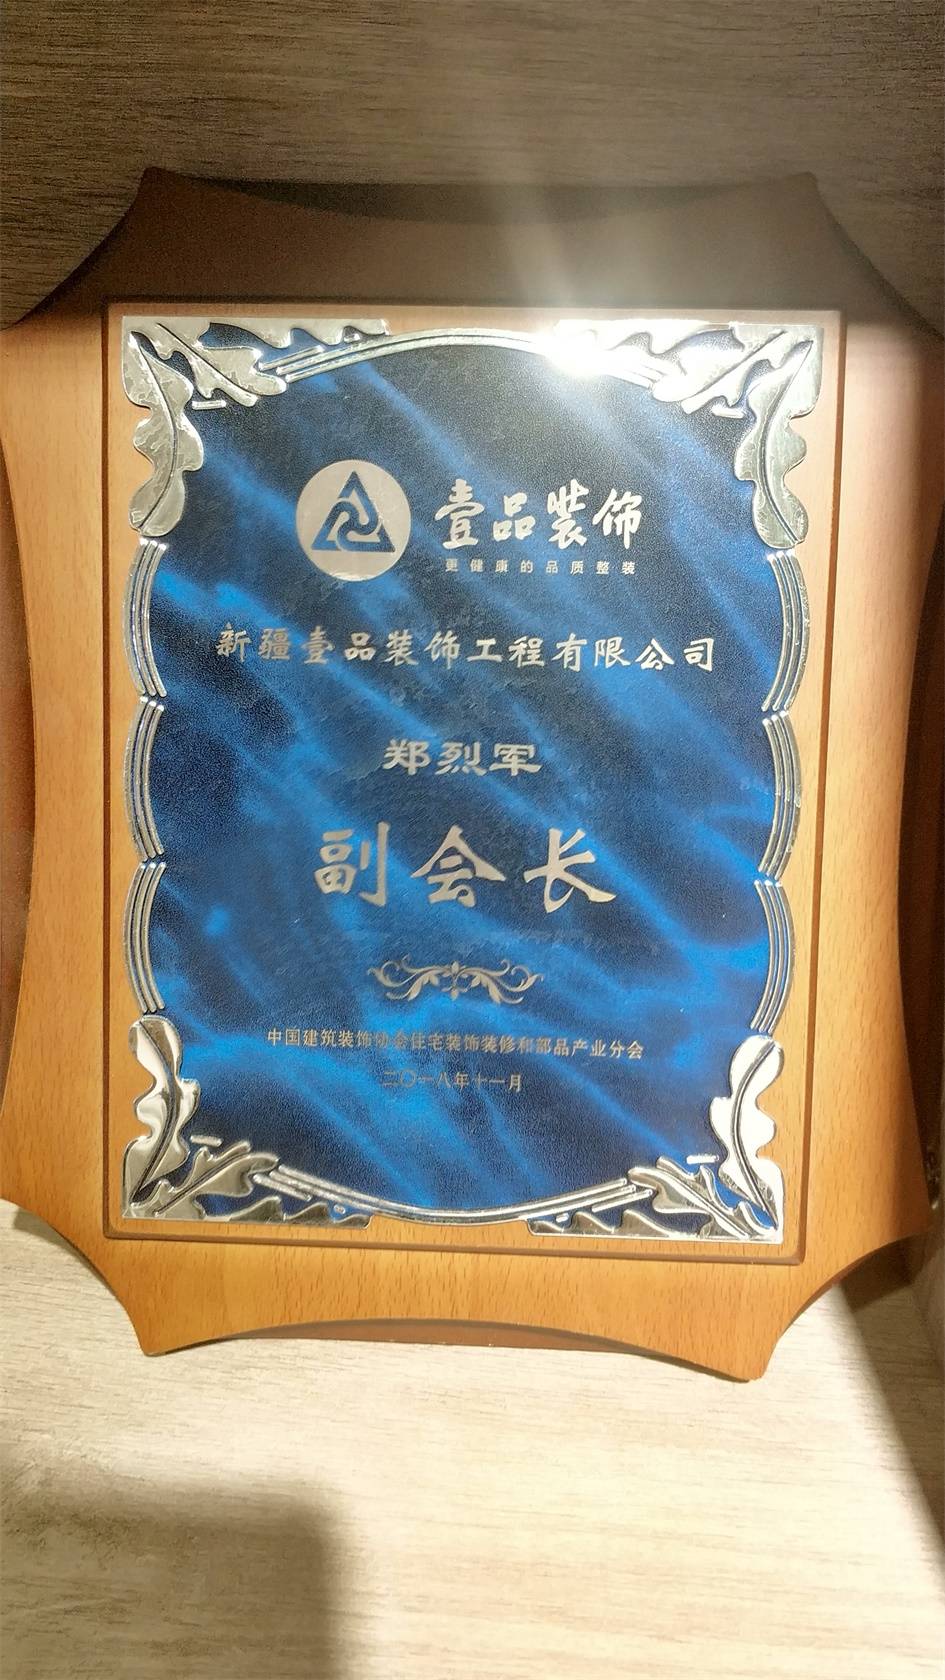 壹品装饰
更健康的品质整装
新疆壹品装饰工程有限公司
郑烈军
副会长
中国建筑装饰协会住宅装饰装修和部品产业分会
二〇一八年十一月